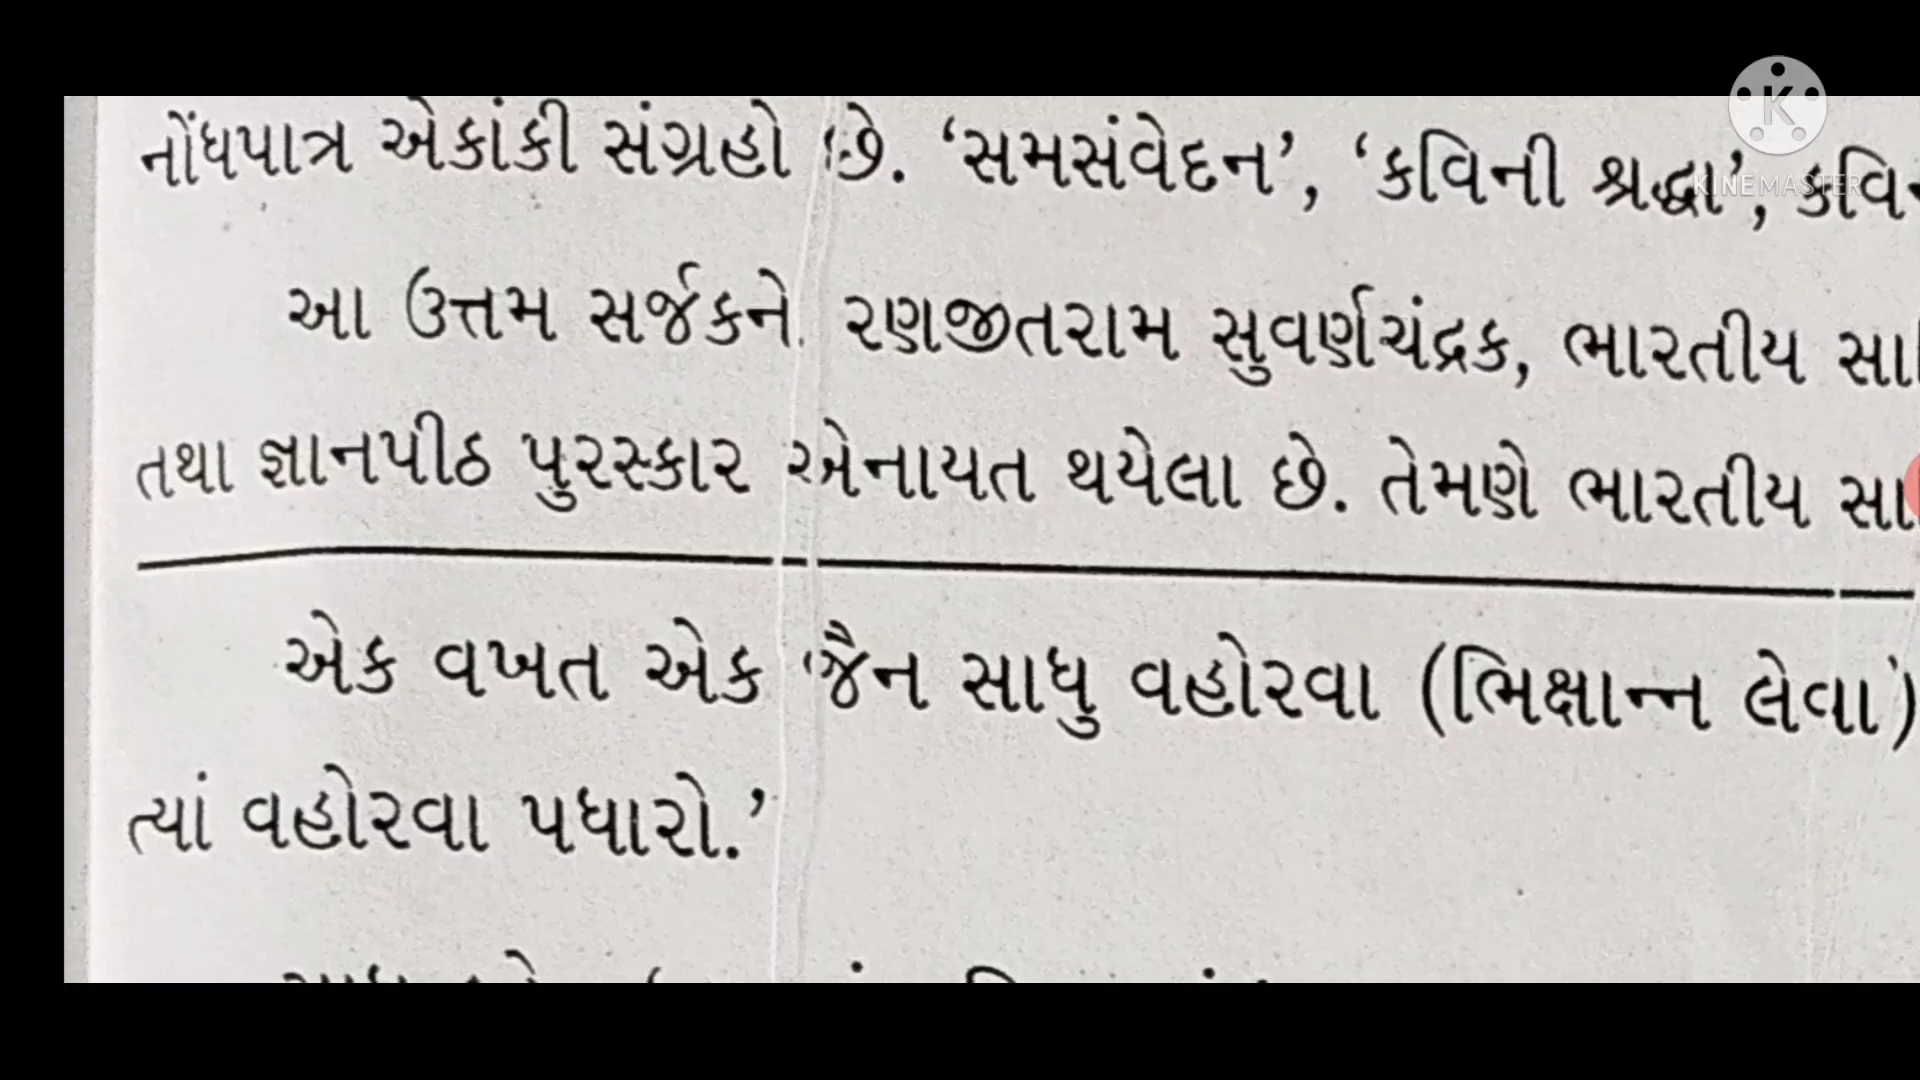 નોંધપાત્ર એકાંકી સંગ્રહો છે. ‘સમસંવેદન’, ‘કવિની શ્રદ્ધા’,
K
KINEMASTER
આ ઉત્તમ સર્જકને રણજીતરામ સુવર્ણચંદ્રક, ભારતીય
તથા જ્ઞાનપીઠ પુરસ્કાર એનાયત થયેલા છે. તેમણે ભારતીય
એક વખત એક જૈન સાધુ વહોરવા (ભિક્ષાન્ન લેવા)
ત્યાં વહોરવા પધારો.’